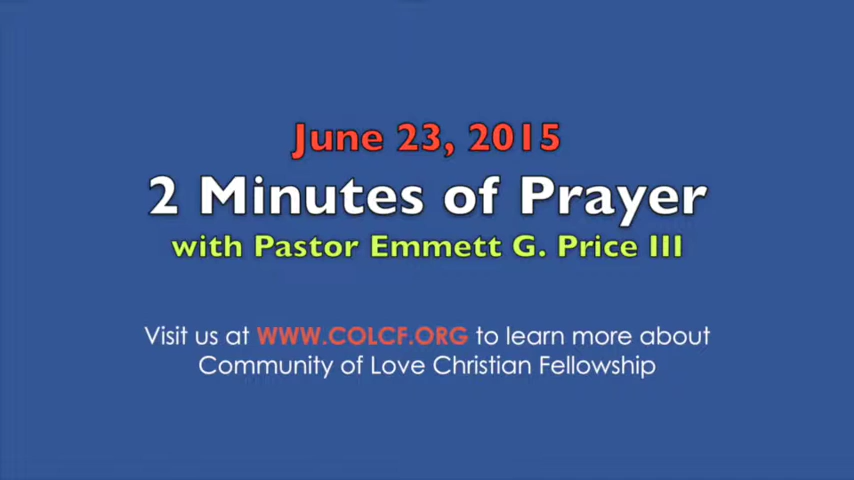 June 23, 2015
2 Minutes of Prayer
with Pastor Emmett G. Price III
Visit us at WWW.COLCF.ORG to learn more about
Community of Love Christian Fellowship